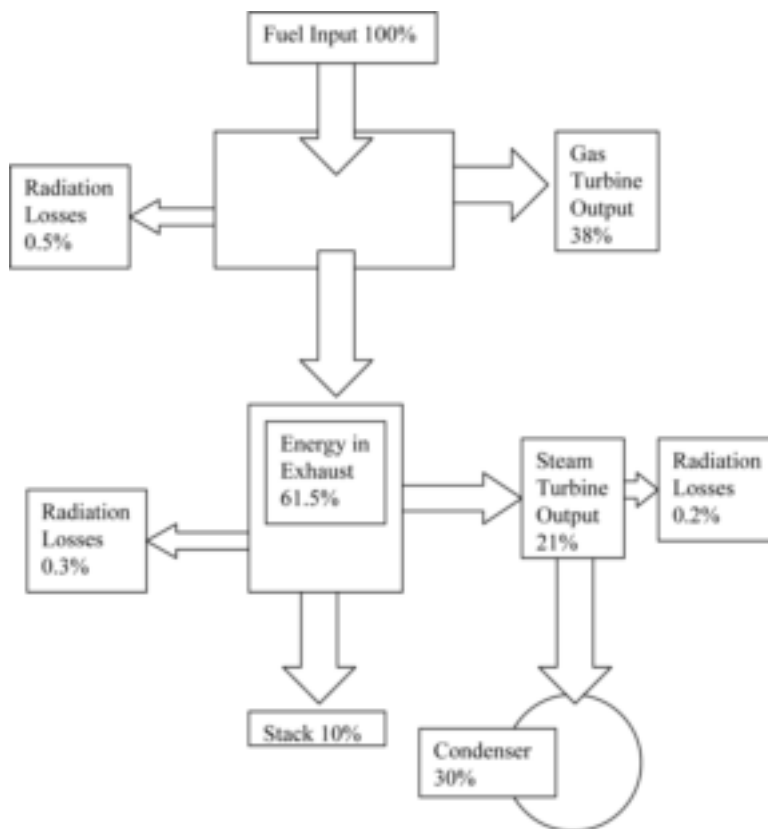 Fuel Input 100%
Gas
Turbine
Output
38%
Radiation
Losses
0.5%
Energy in
Exhaust
61.5%
Steam
Turbine
Output
21%
Radiation
Losses
0.2%
Radiation
Losses
0.3%
Stack 10%
Condenser
30%